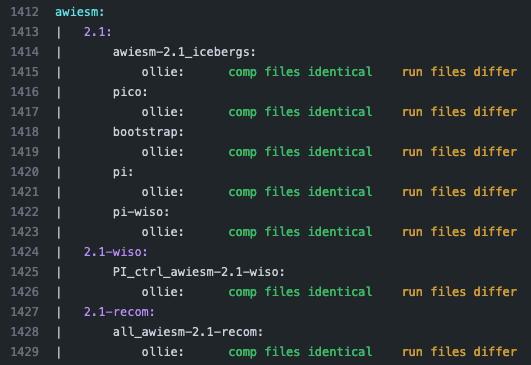 1412 awiesm:
1413 | 2.1:
1414 | awiesm-2.1_icebergs:
1415 | ollie: comp files identical run files differ
1416 | pico:
1417 | ollie: comp files identical run files differ
1418 | bootstrap:
1419 | ollie: comp files identical run files differ
1420 | pi:
1421 | ollie: comp files identical run files differ
1422 | pi-wiso:
1423 | ollie: comp files identical run files differ
1424 | 2.1-wiso:
1425 | PI_ctrl_awiesm-2.1-wiso:
1426 | ollie: comp files identical run files differ
1427 | 2.1-recom:
1428 | all_awiesm-2.1-recom:
1429 | ollie: comp files identical run files differ